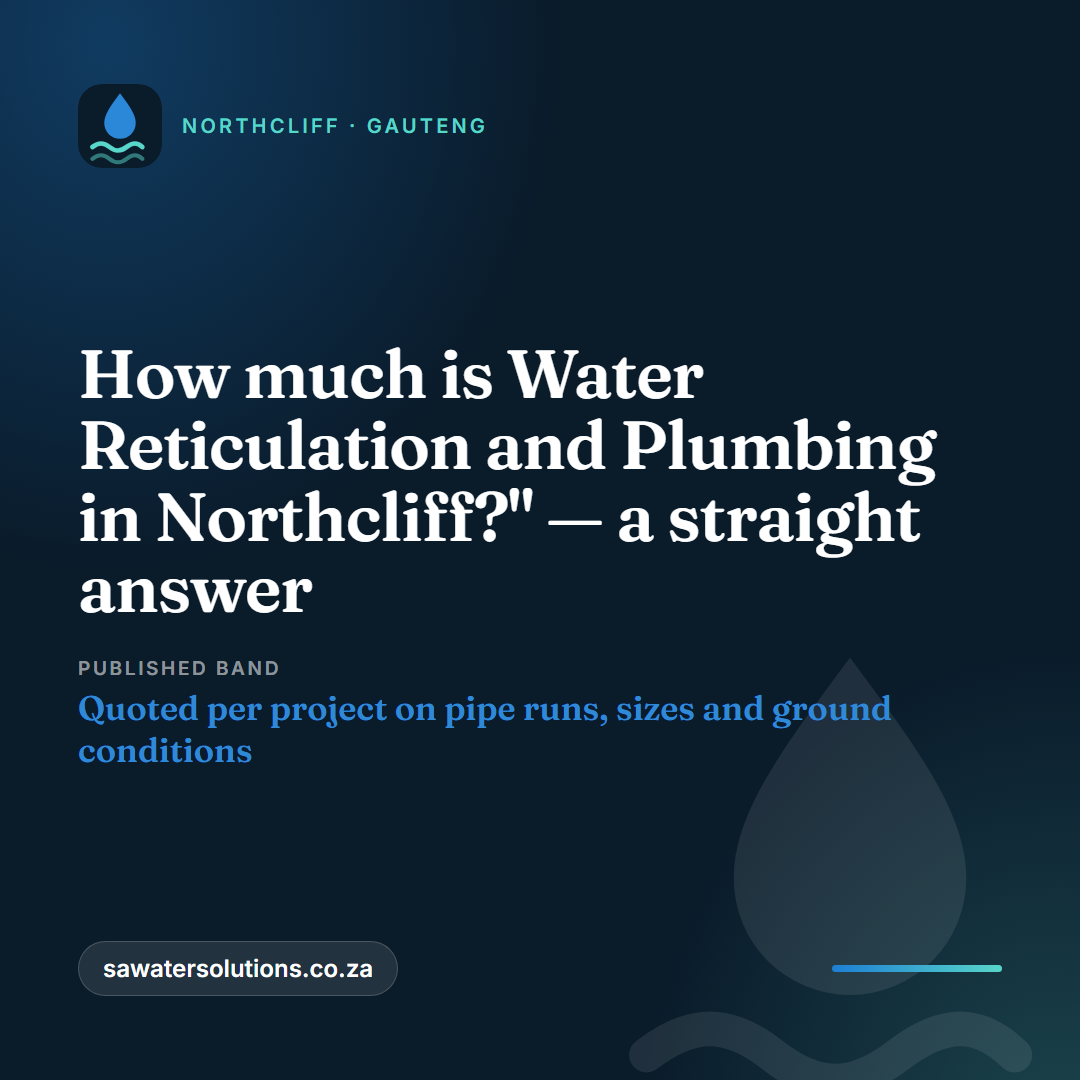 NORTHCLIFF · GAUTENG
How much is Water
Reticulation and Plumbing
in Northcliff?" — a straight
answer
PUBLISHED BAND
Quoted per project on pipe runs, sizes and ground
conditions
sawatersolutions.co.za